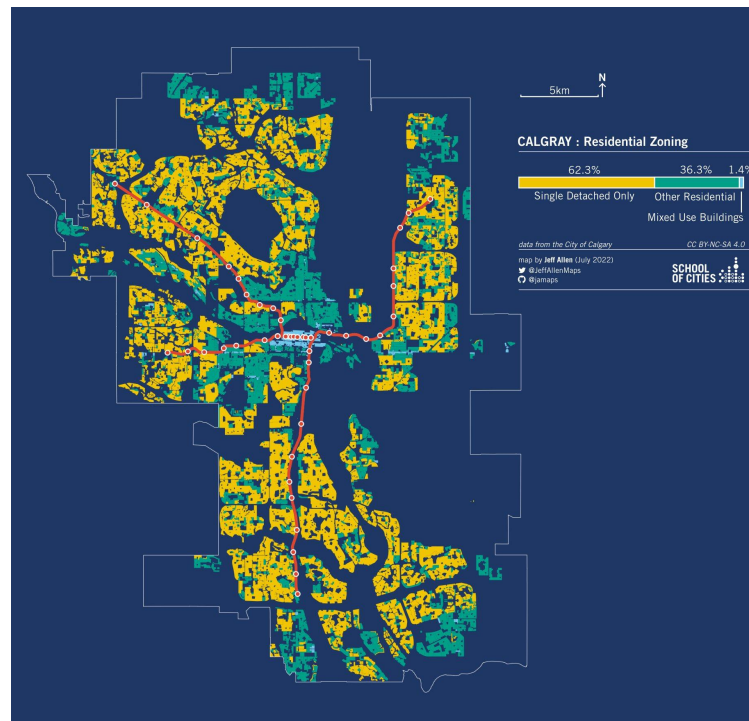 5km
N
CALGRAY : Residential Zoning
62.3% 36.3% 1.4%
Single Detached Only Other Residential
Mixed Use Buildings
data from the City of Calgary CC BY-NC-SA 4.0
map by Jeff Allen (July 2022)
@JeffAllenMaps
@jamaps
SCHOOL
OF CITIES